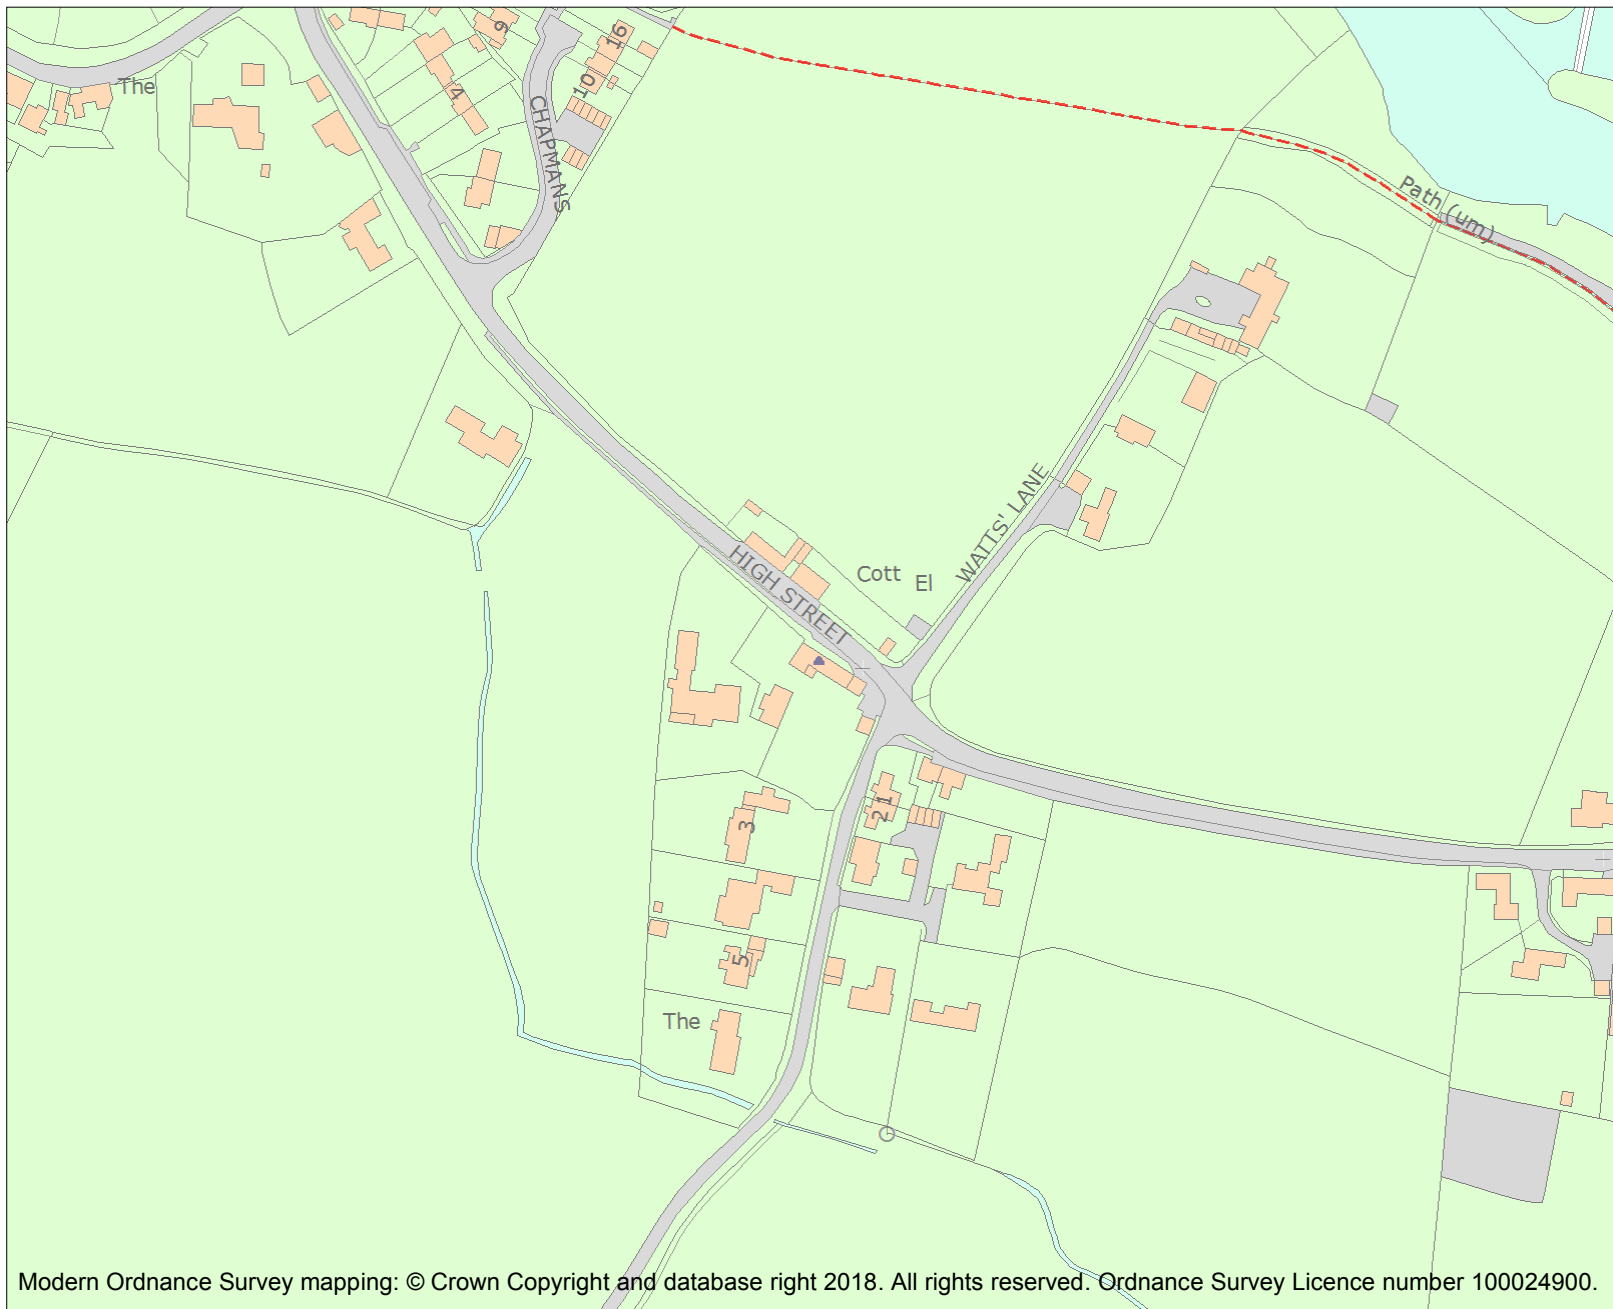 9
16
The
4
10
CHAPMANS
Path (um)
WATTS' LANE
HIGH STREET
Cott
El
21
3
5
The
Modern Ordnance Survey mapping: © Crown Copyright and database right 2018. All rights reserved. Ordnance Survey Licence number 100024900.